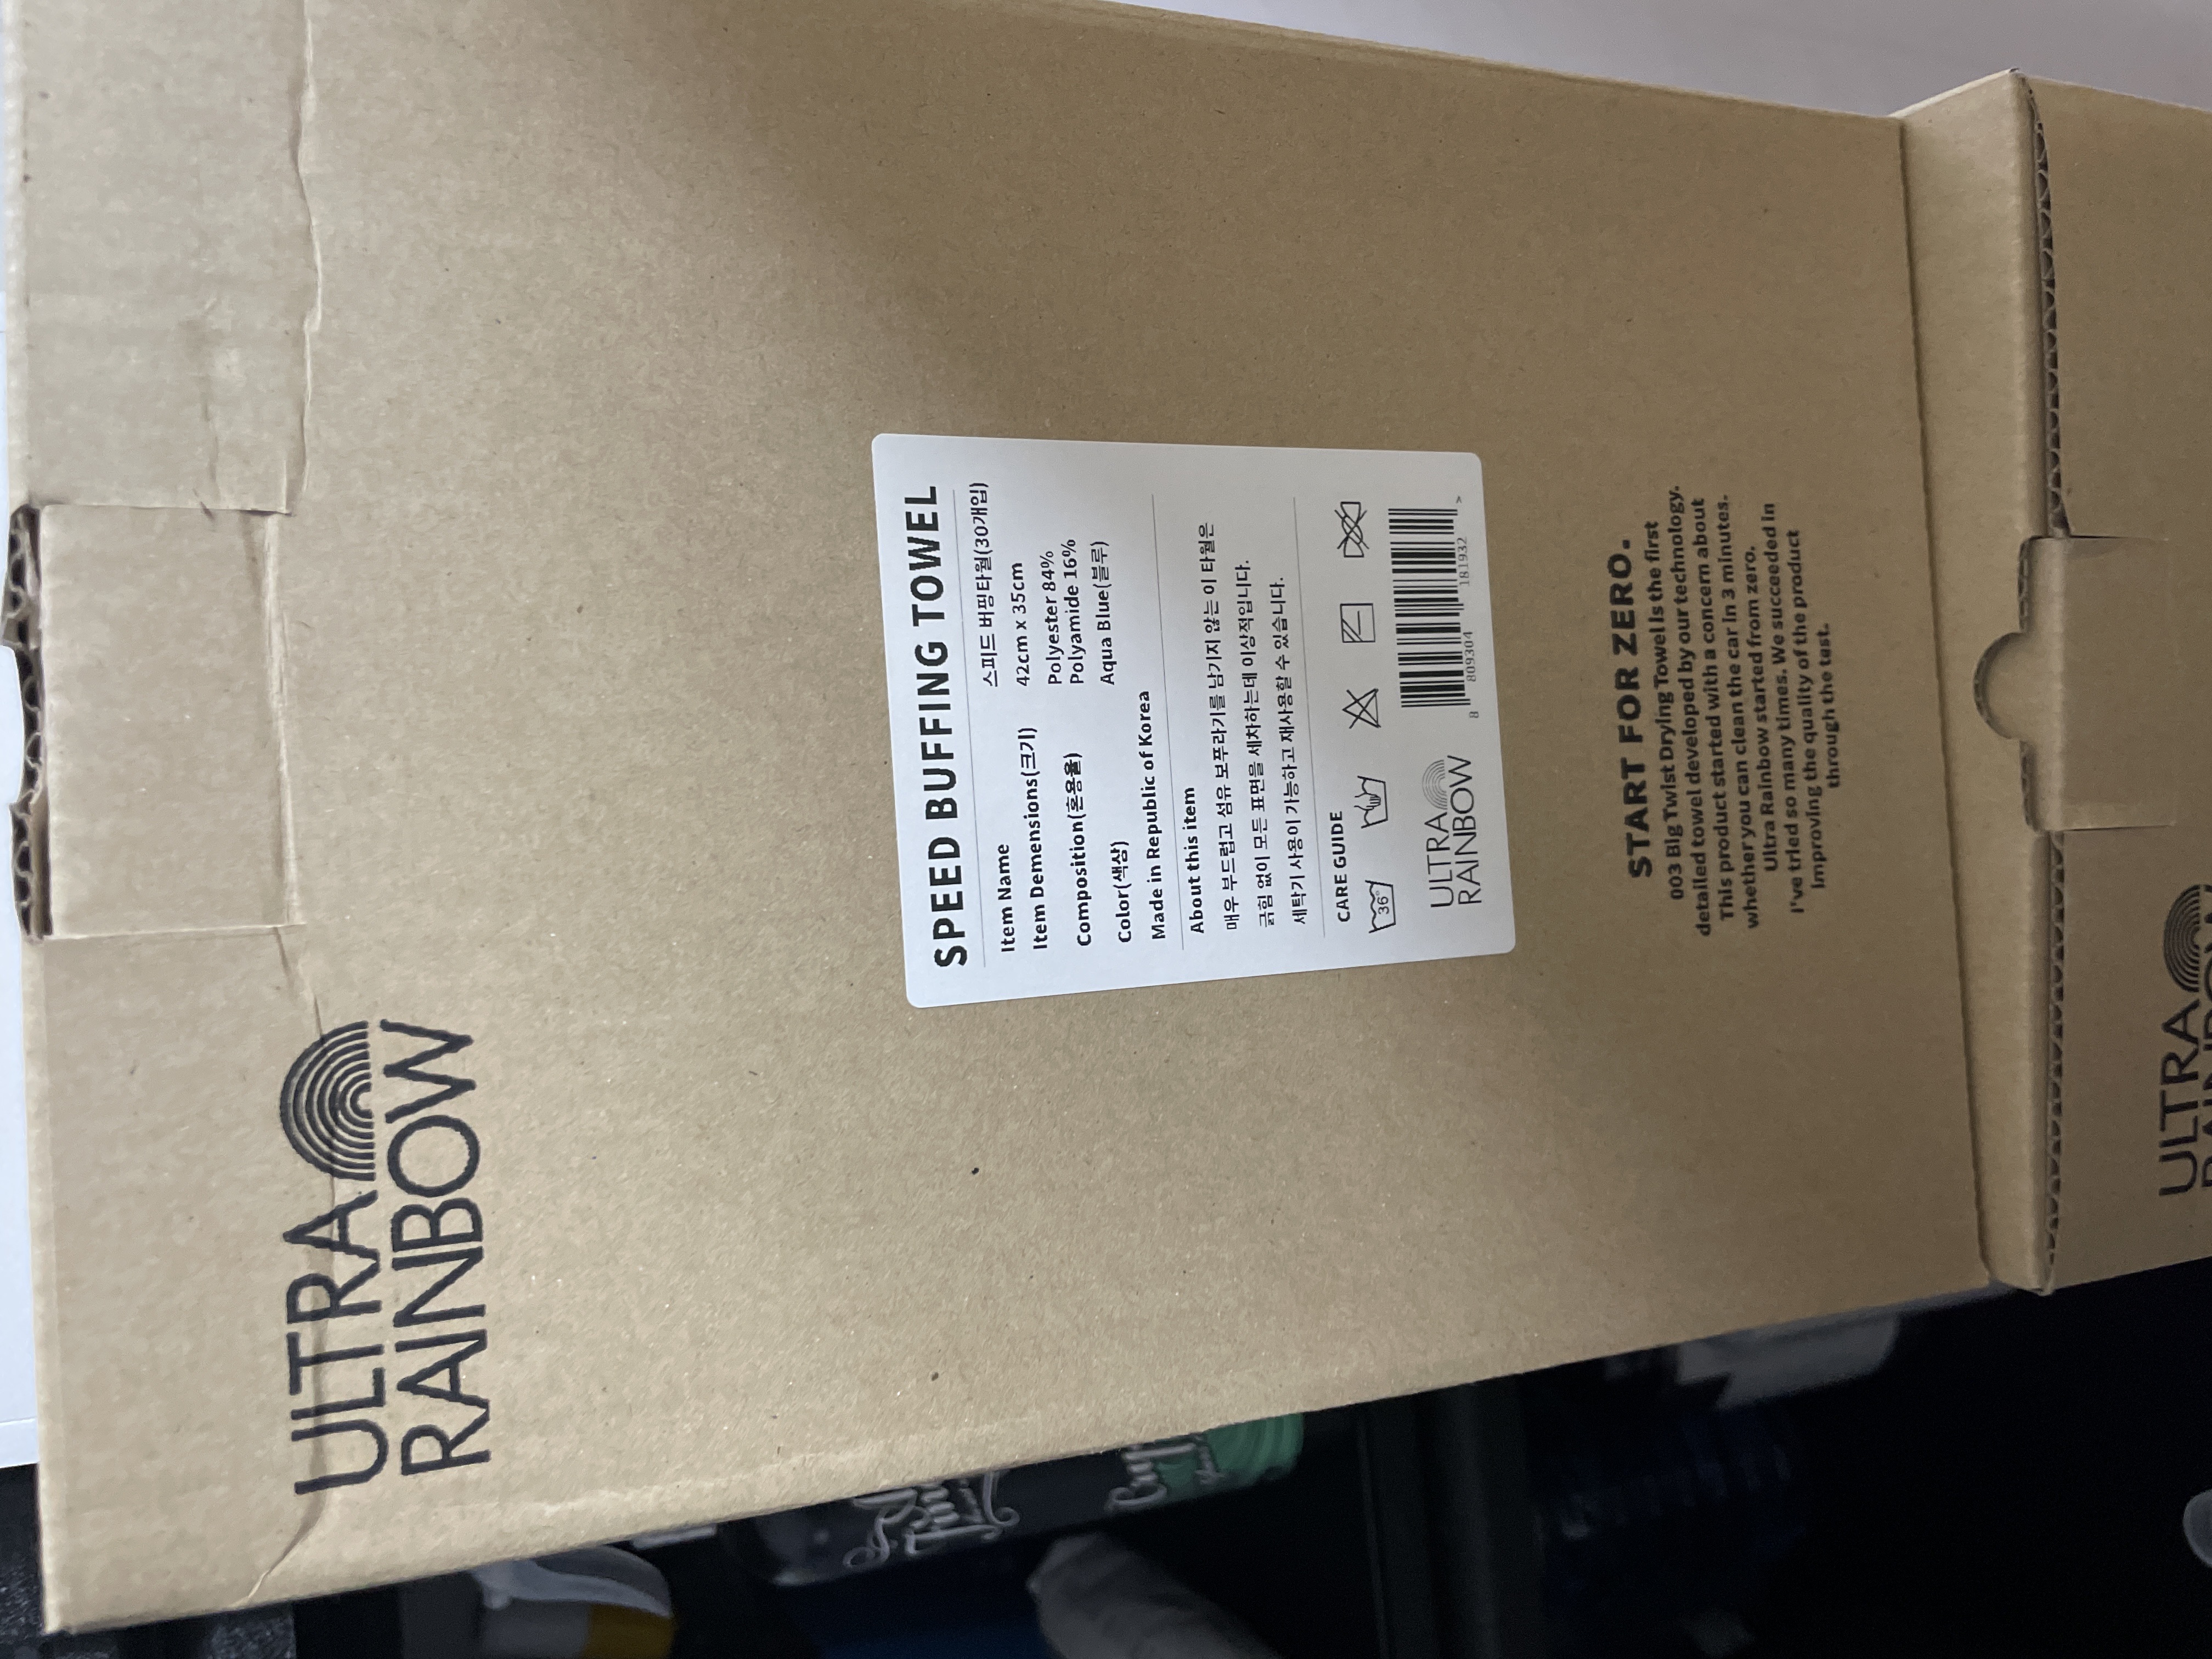 ULTRA
RAINBOW
SPEED BUFFING TOWEL
Item Name 스피드 버핑타월(30개입)
Item Demensions(크기) 42cm x 35cm
Composition(혼용율) Polyester 84%
Polyamide 16%
Color(색상) Aqua Blue(블루)
Made in Republic of Korea
About this item
매우 부드럽고 섬유 보푸라기를 남기지 않는 이 타월은
긁힘 없이 모든 표면을 세차하는데 이상적입니다.
세탁기 사용이 가능하고 재사용할 수 있습니다.
CARE GUIDE
36°
ULTRA
RAINBOW
8 809304 181932 >
START FOR ZERO.
003 Big Twist Drying Towel is the first
detailed towel developed by our technology.
This product started with a concern about
whether you can clean the car in 3 minutes.
Ultra Rainbow started from zero.
I've tried so many times. We succeeded in
improving the quality of the product
through the test.
ULTRA
RAINBOW